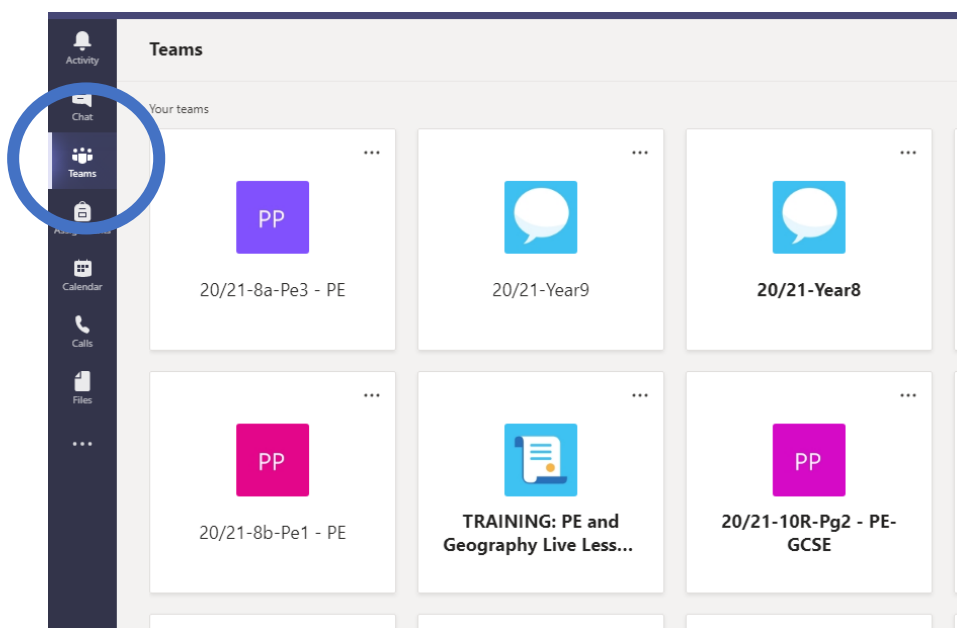 Activity
Teams
Chat
Your teams
Teams
PP
20/21-8a-Pe3 - PE
20/21-Year9
20/21-Year8
Calendar
Calls
Files
PP
20/21-8b-Pe1 - PE
TRAINING: PE and
Geography Live Less...
PP
20/21-10R-Pg2 - PE-
GCSE